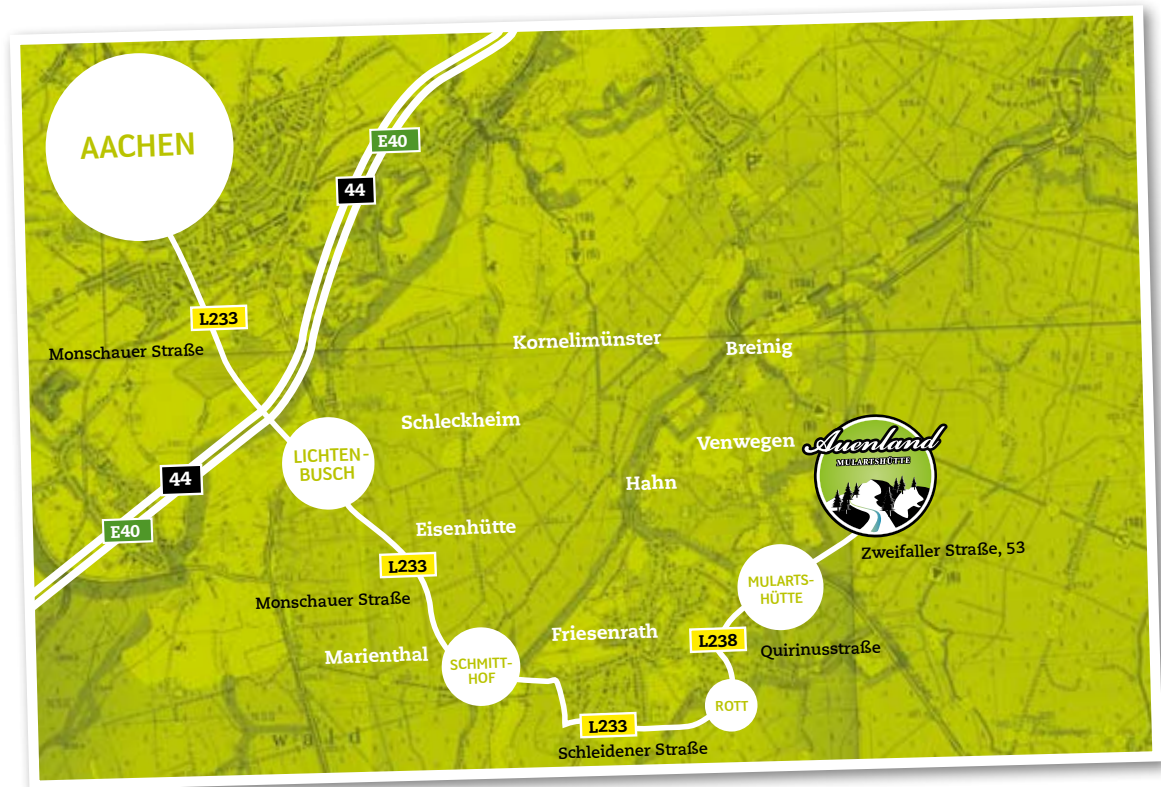 AACHEN
E40
44
L233
Monschauer Straße
Kornelimünster
Breinig
Schleckheim
Venwegen
Auenland
MULARTSHÜTTE
LICHTEN-
BUSCH
44
Hahn
E40
Eisenhütte
Zweifaller Straße, 53
L233
MULARTS-
HÜTTE
Monschauer Straße
Friesenrath
L238
Quirinusstraße
Marienthal
SCHMITT-
HOF
ROTT
L233
Schleidener Straße
wald